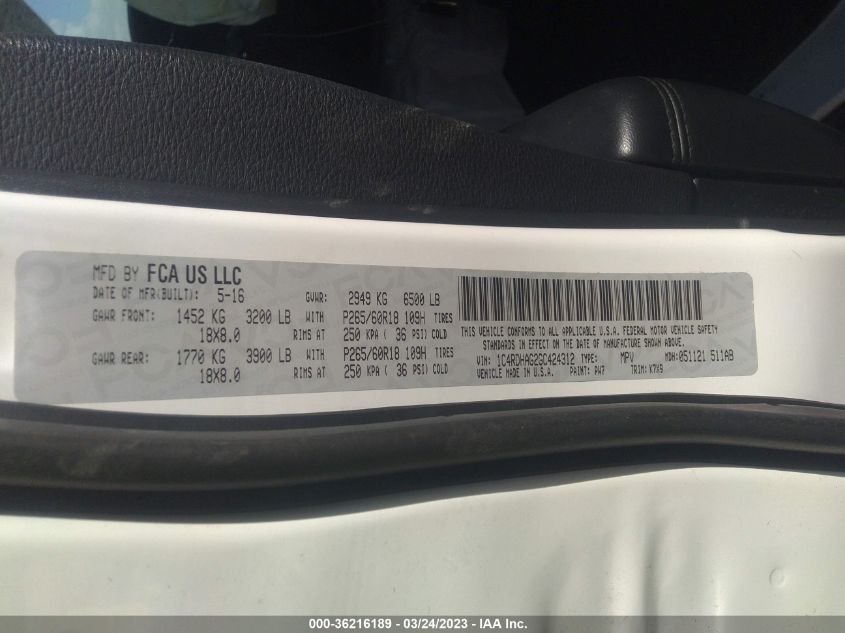 MFD BY FCA US LLC
DATE OF MFR(BUILT): 5-16 GVWR: 2949 KG 6500 LB
GAWR FRONT: 1452 KG 3200 LB WITH P265/60R18 109H TIRES
18X8.0 RIMS AT 250 KPA ( 36 PSI) COLD
GAWR REAR: 1770 KG 3900 LB WITH P265/60R18 109H TIRES
18X8.0 RIMS AT 250 KPA ( 36 PSI) COLD
THIS VEHICLE CONFORMS TO ALL APPLICABLE U.S.A. FEDERAL MOTOR VEHICLE SAFETY
STANDARDS IN EFFECT ON THE DATE OF MANUFACTURE SHOWN ABOVE.
VIN: 1C4RDHAG2GC424312 TYPE: MPV MDH: 051121 511AB
VEHICLE MADE IN U.S.A. PAINT: PW7 TRIM: K7X9
000-36216189 - 03/24/2023 - IAA Inc.